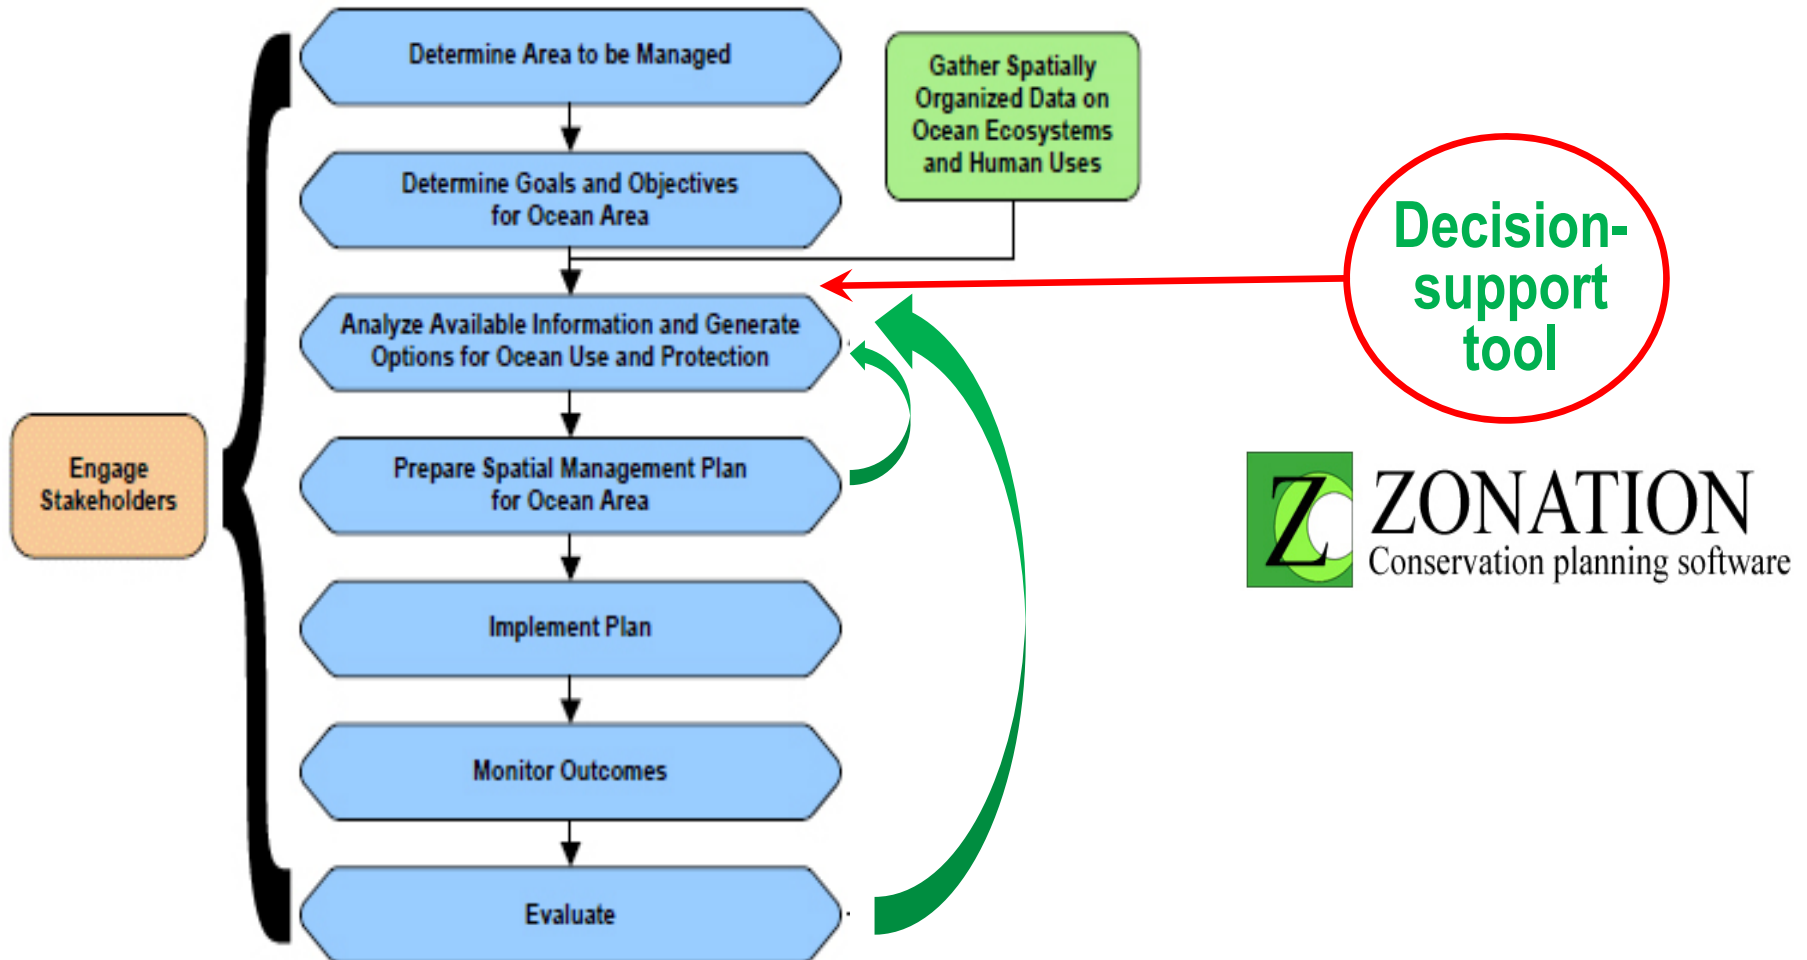 Determine Area to be Managed
Gather Spatially
Organized Data on
Ocean Ecosystems
and Human Uses
Determine Goals and Objectives
for Ocean Area
Decision-
support
tool
Analyze Available Information and Generate
Options for Ocean Use and Protection
Engage
Stakeholders
Prepare Spatial Management Plan
for Ocean Area
Z
ZONATION
Conservation planning software
Implement Plan
Monitor Outcomes
Evaluate